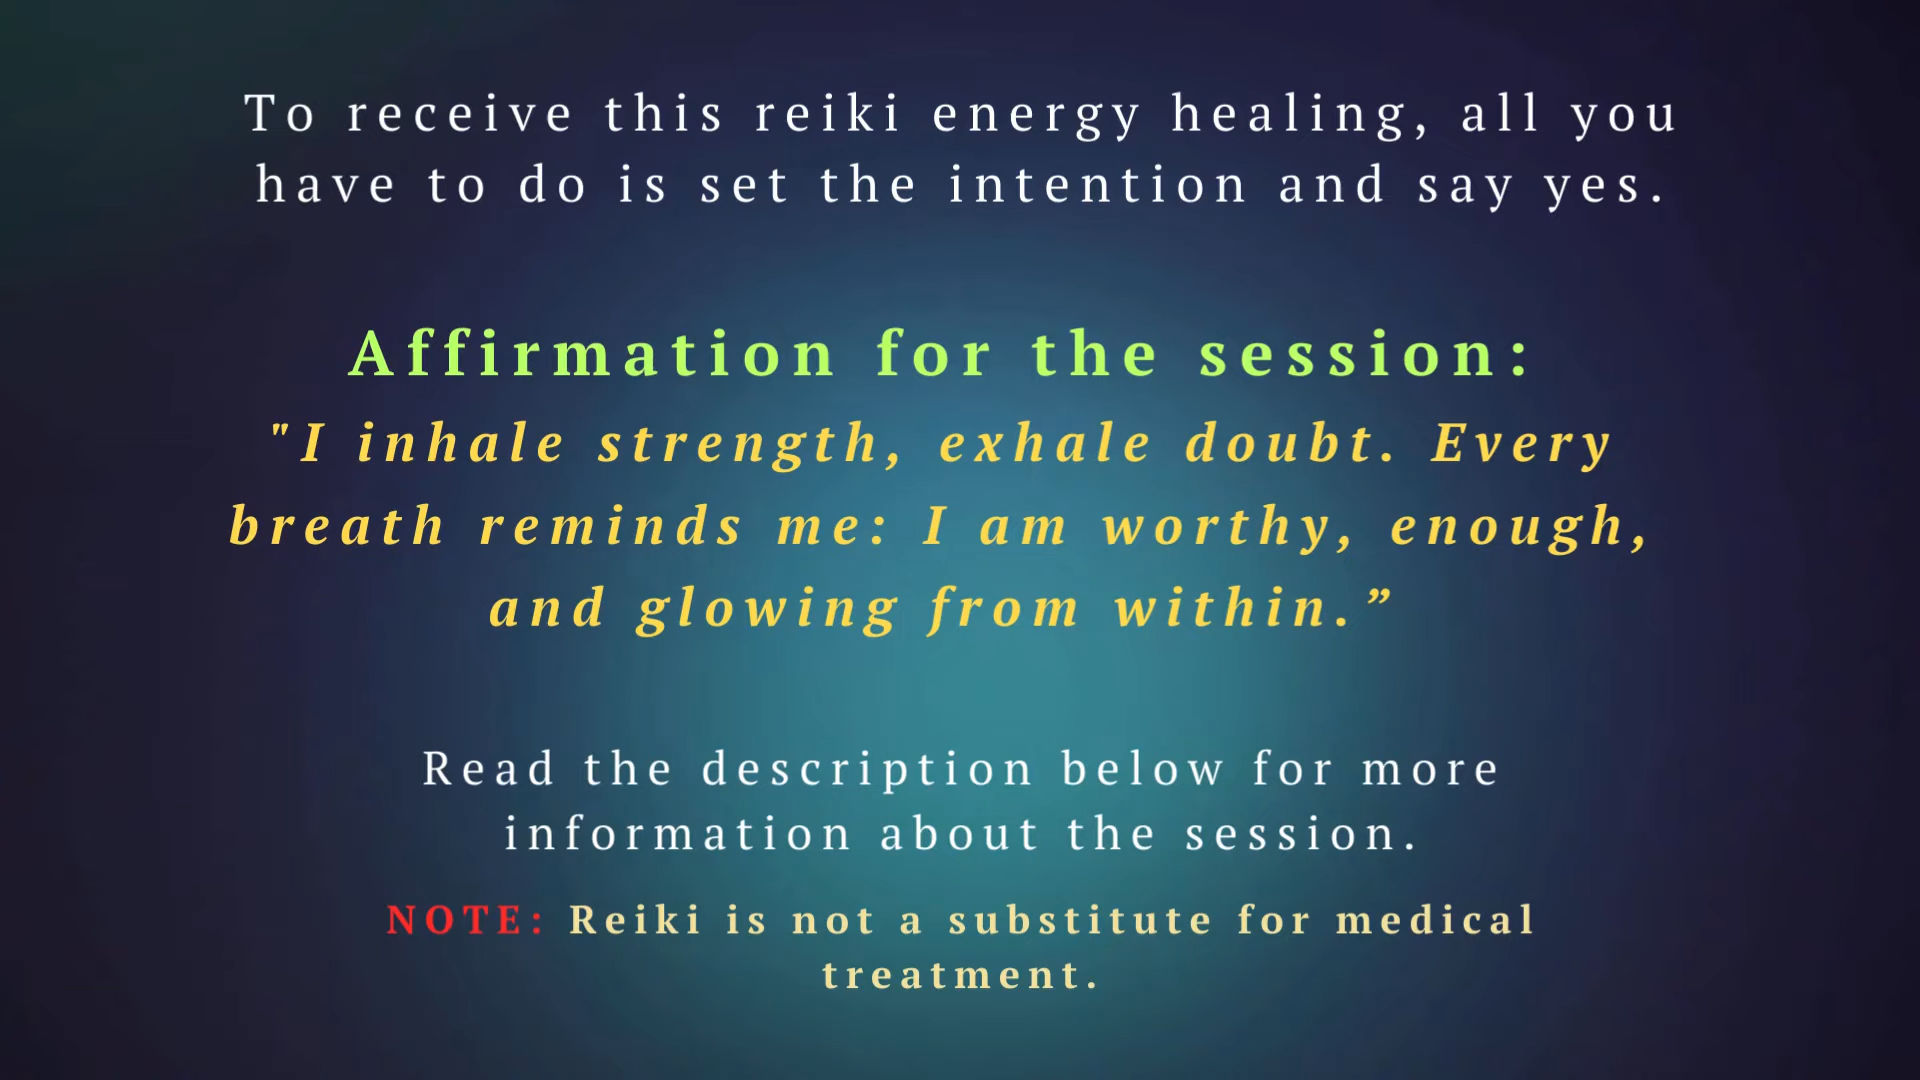 To receive this reiki energy healing, all you
have to do is set the intention and say yes.
Affirmation for the session:
"I inhale strength, exhale doubt. Every
breath reminds me: I am worthy, enough,
and glowing from within.”
Read the description below for more
information about the session.
NOTE: Reiki is not a substitute for medical
treatment.